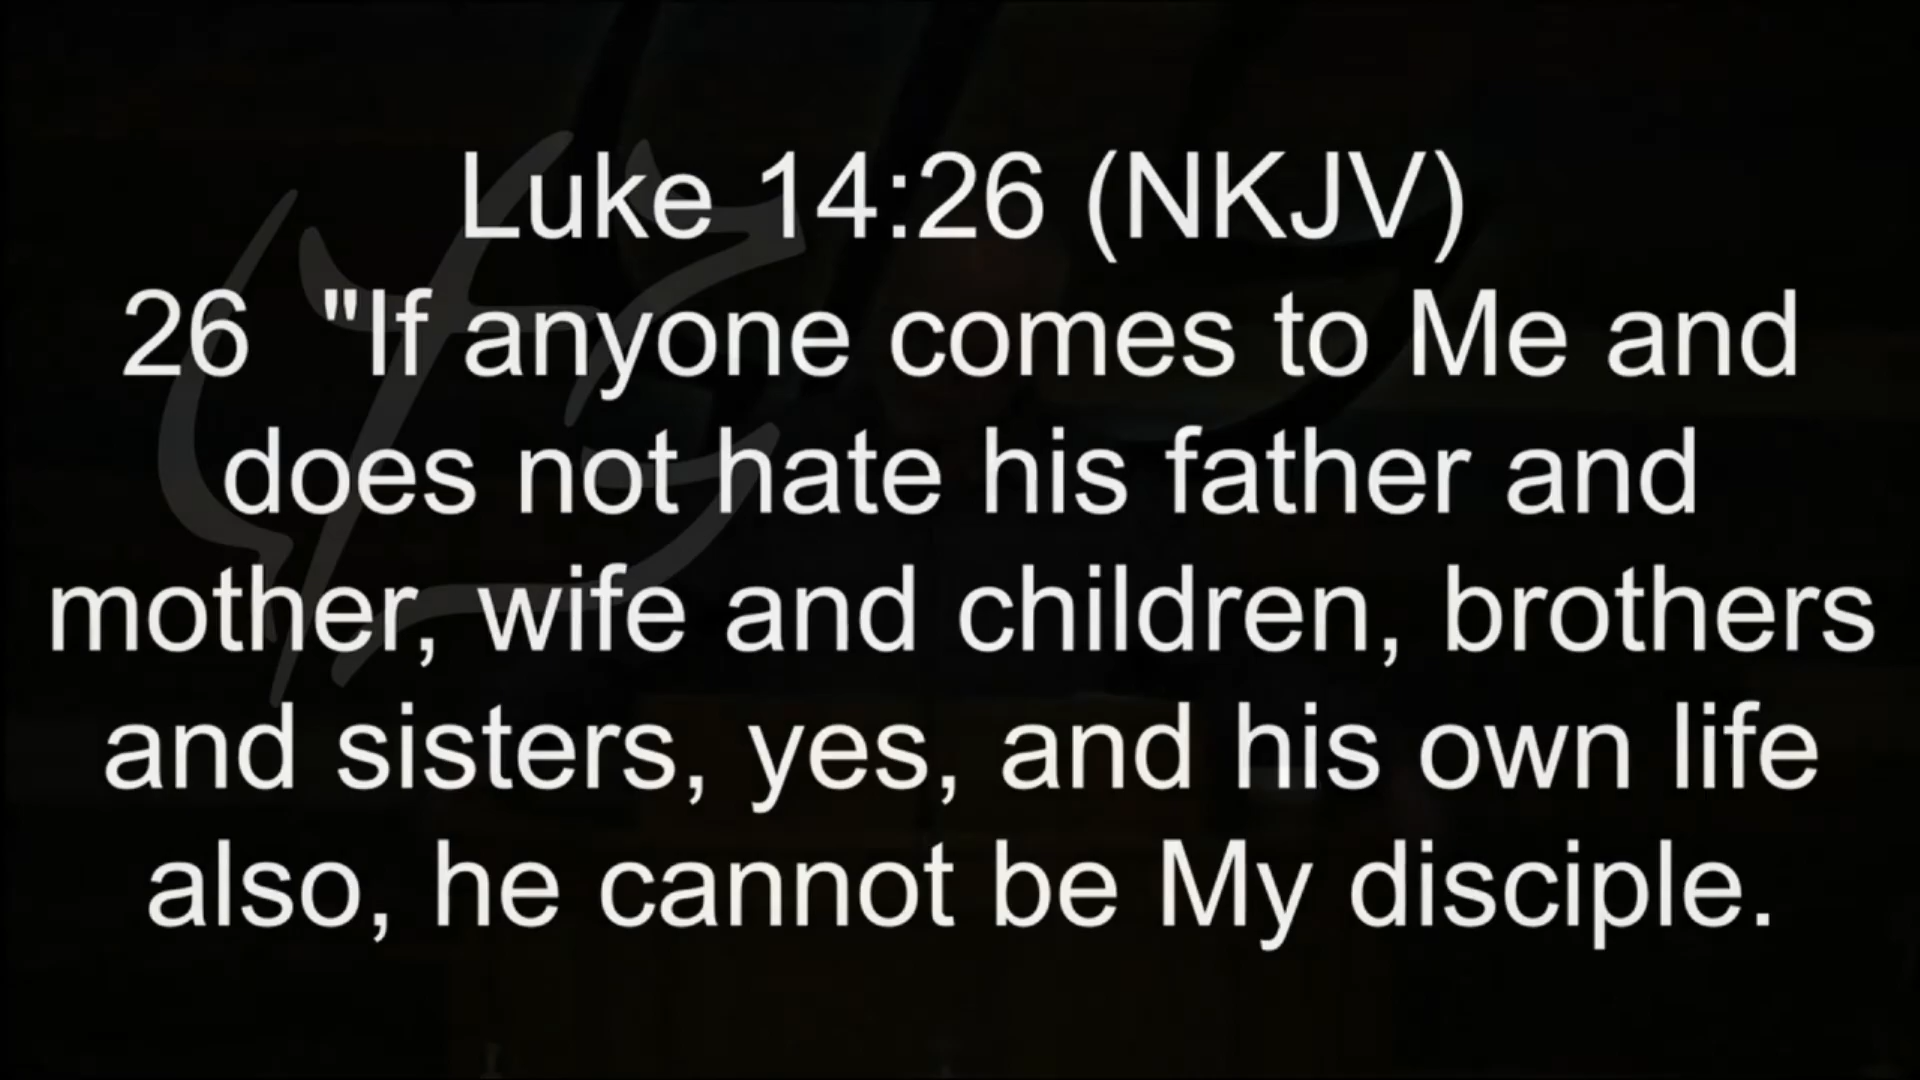 Luke 14:26 (NKJV)
26 "If anyone comes to Me and
does not hate his father and
mother, wife and children, brothers
and sisters, yes, and his own life
also, he cannot be My disciple.